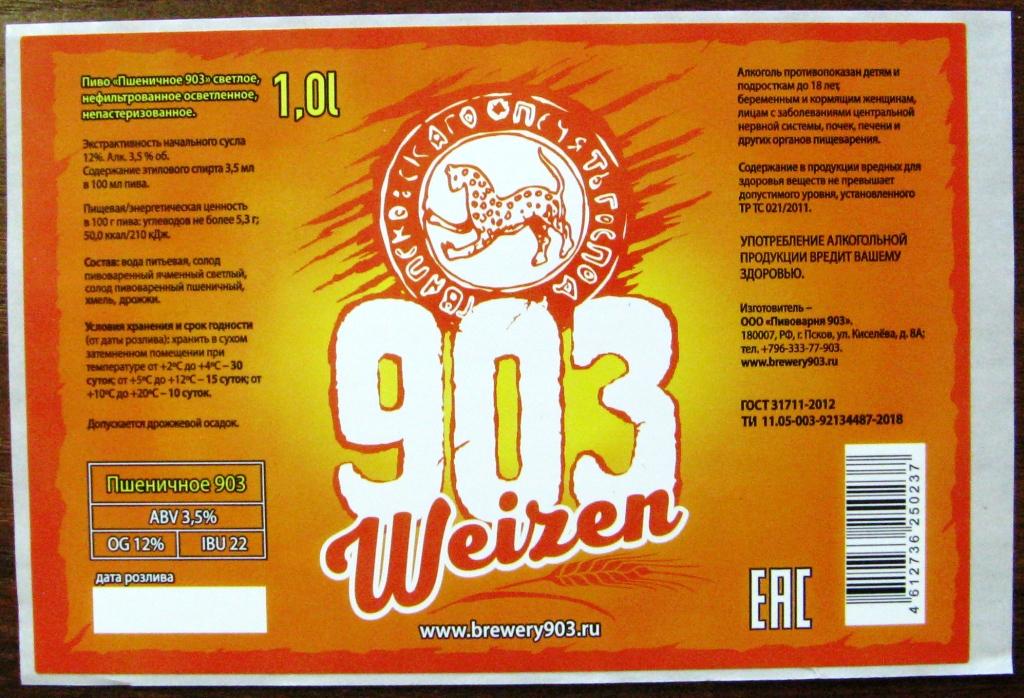 Пиво «Пшеничное 903» светлое,
нефильтрованное осветленное,
непастеризованное.
1,0l
Экстрактивность начального сусла
12%. Алк. 3,5 % об.
Содержание этилового спирта 3,5 мл
в 100 мл пива.
Пищевая/энергетическая ценность
в 100 г пива: углеводов не более 5,3 г;
50,0 ккал/210 кДж.
Состав: вода питьевая, солод
пивоваренный ячменный светлый,
солод пивоваренный пшеничный,
хмель, дрожжи.
Условия хранения и срок годности
(от даты розлива): хранить в сухом
затемненном помещении при
температуре от +2ºС до +4ºС – 30
суток; от +5ºС до +12ºС – 15 суток; от
+10ºС до +20ºС – 10 суток.
Допускается дрожжевой осадок.
Пшеничное 903
ABV 3,5%
OG 12%
IBU 22
дата розлива
903
Weizen
www.brewery903.ru
Алкоголь противопоказан детям и
подросткам до 18 лет,
беременным и кормящим женщинам,
лицам с заболеваниями центральной
нервной системы, почек, печени и
других органов пищеварения.
Содержание в продукции вредных для
здоровья веществ не превышает
допустимого уровня, установленного
ТР ТС 021/2011.
УПОТРЕБЛЕНИЕ АЛКОГОЛЬНОЙ
ПРОДУКЦИИ ВРЕДИТ ВАШЕМУ
ЗДОРОВЬЮ.
Изготовитель –
ООО «Пивоварня 903».
180007, РФ, г. Псков, ул. Киселёва, д. 8А;
тел. +796-333-77-903.
www.brewery903.ru
ГОСТ 31711-2012
ТИ 11.05-003-92134487-2018
EAC
4 612736 250237